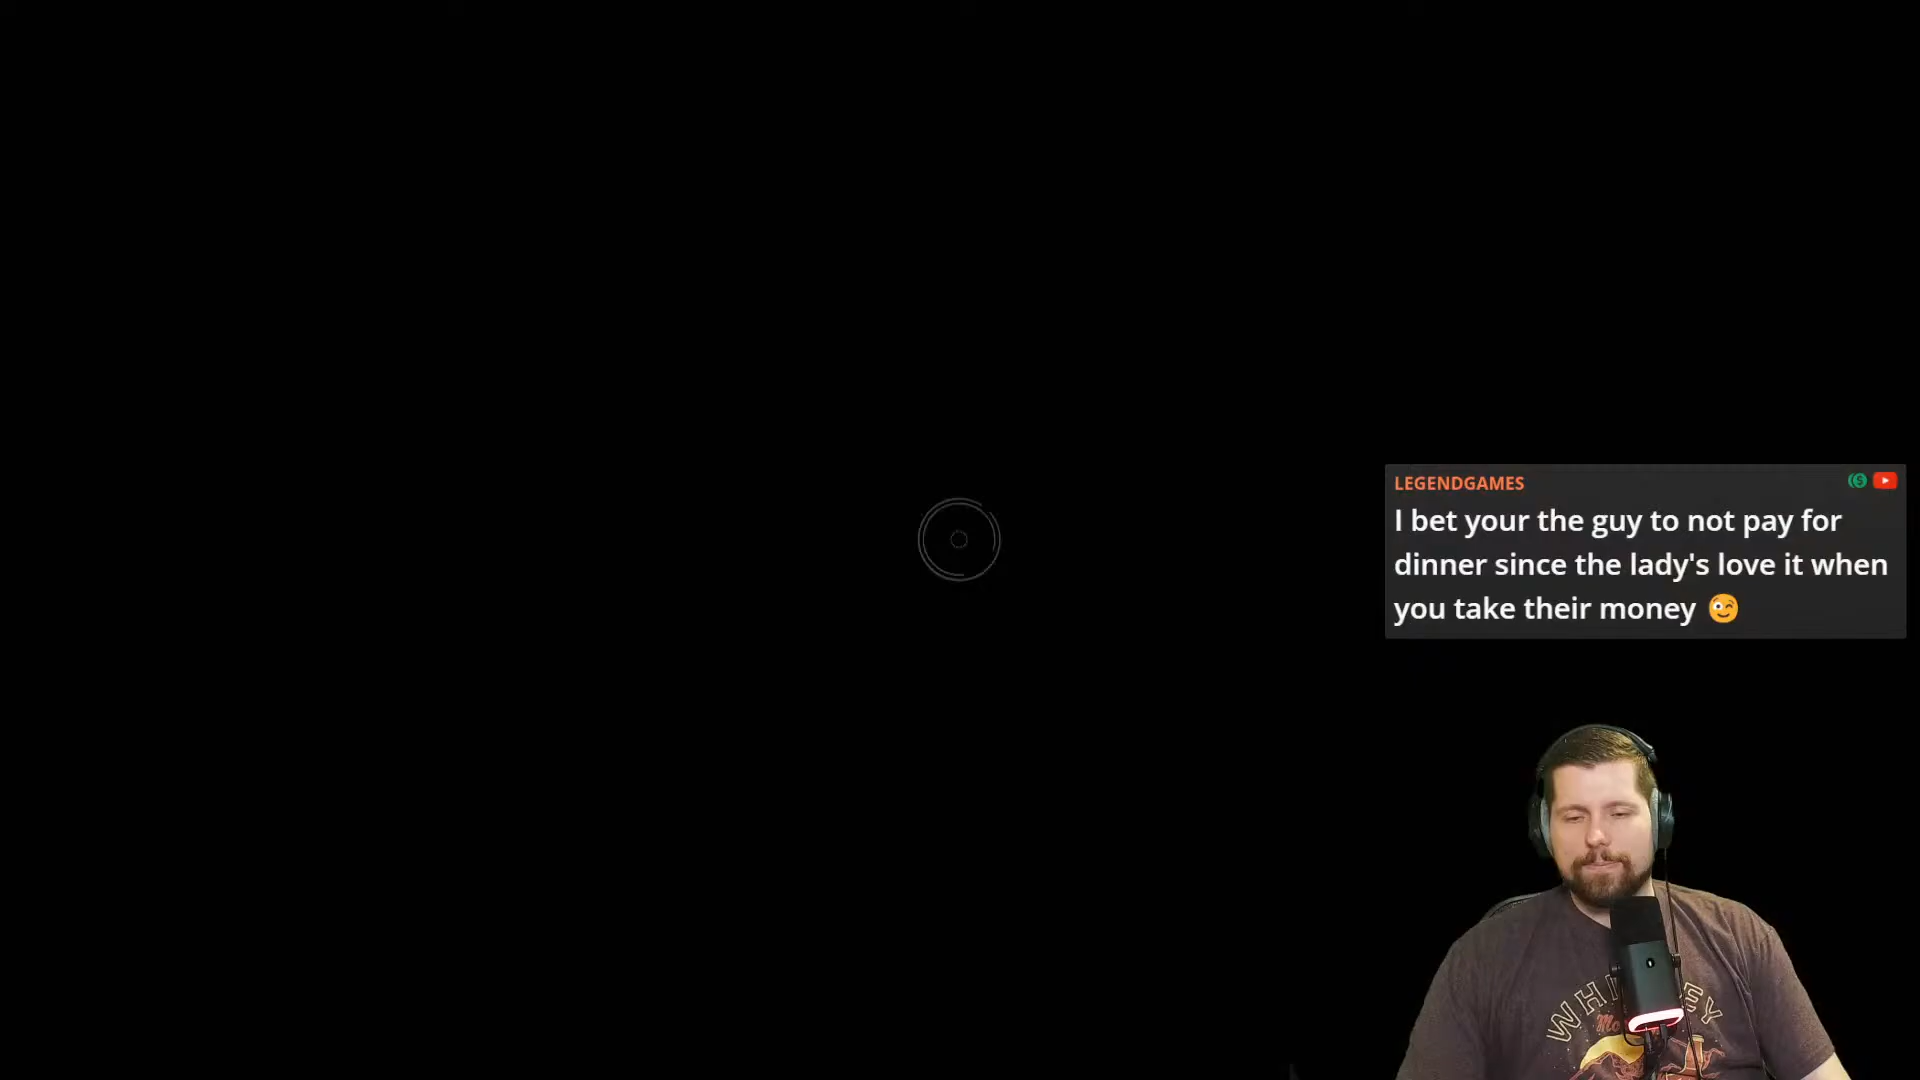 LEGENDGAMES
I bet your the guy to not pay for
dinner since the lady's love it when
you take their money 😉